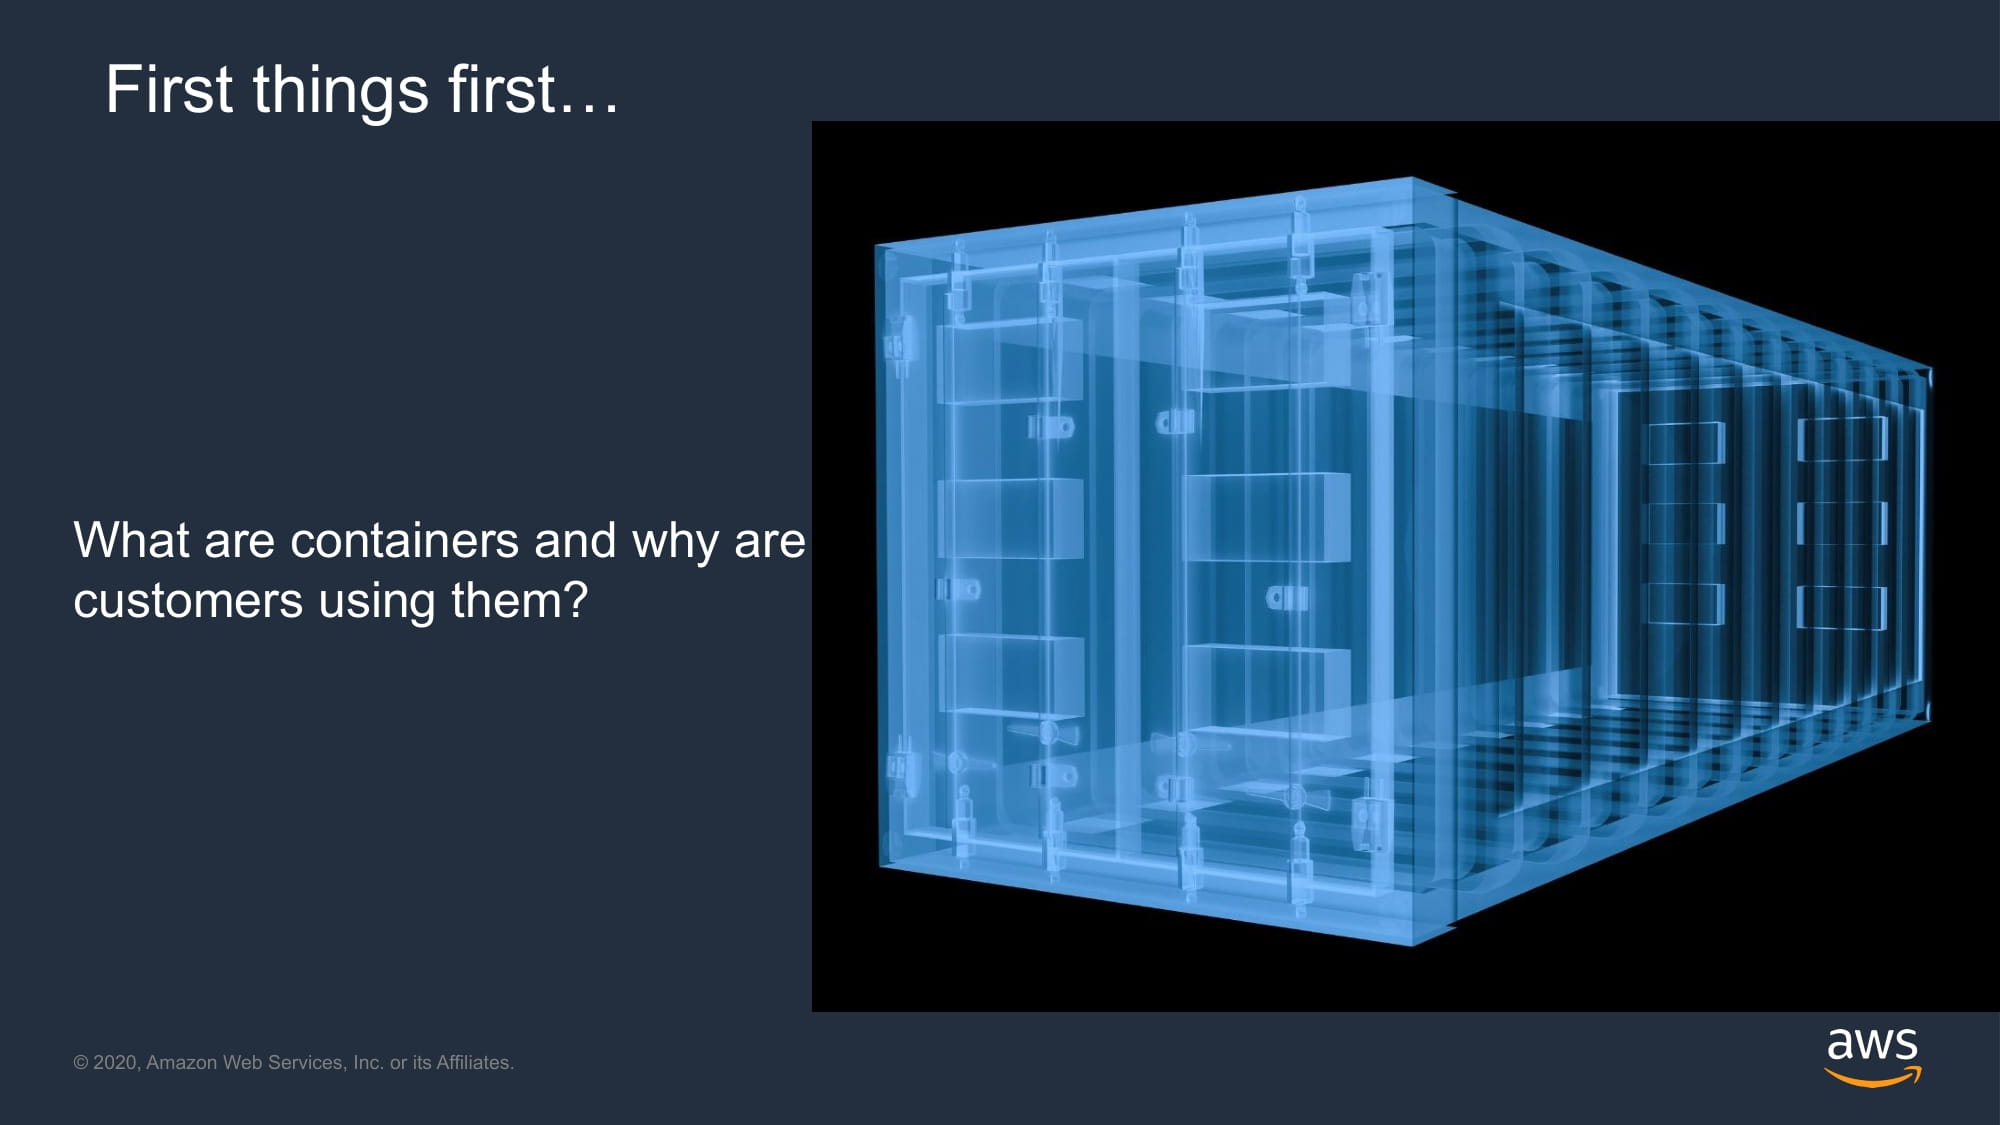 First things first…
What are containers and why are
customers using them?
© 2020, Amazon Web Services, Inc. or its Affiliates.
aws